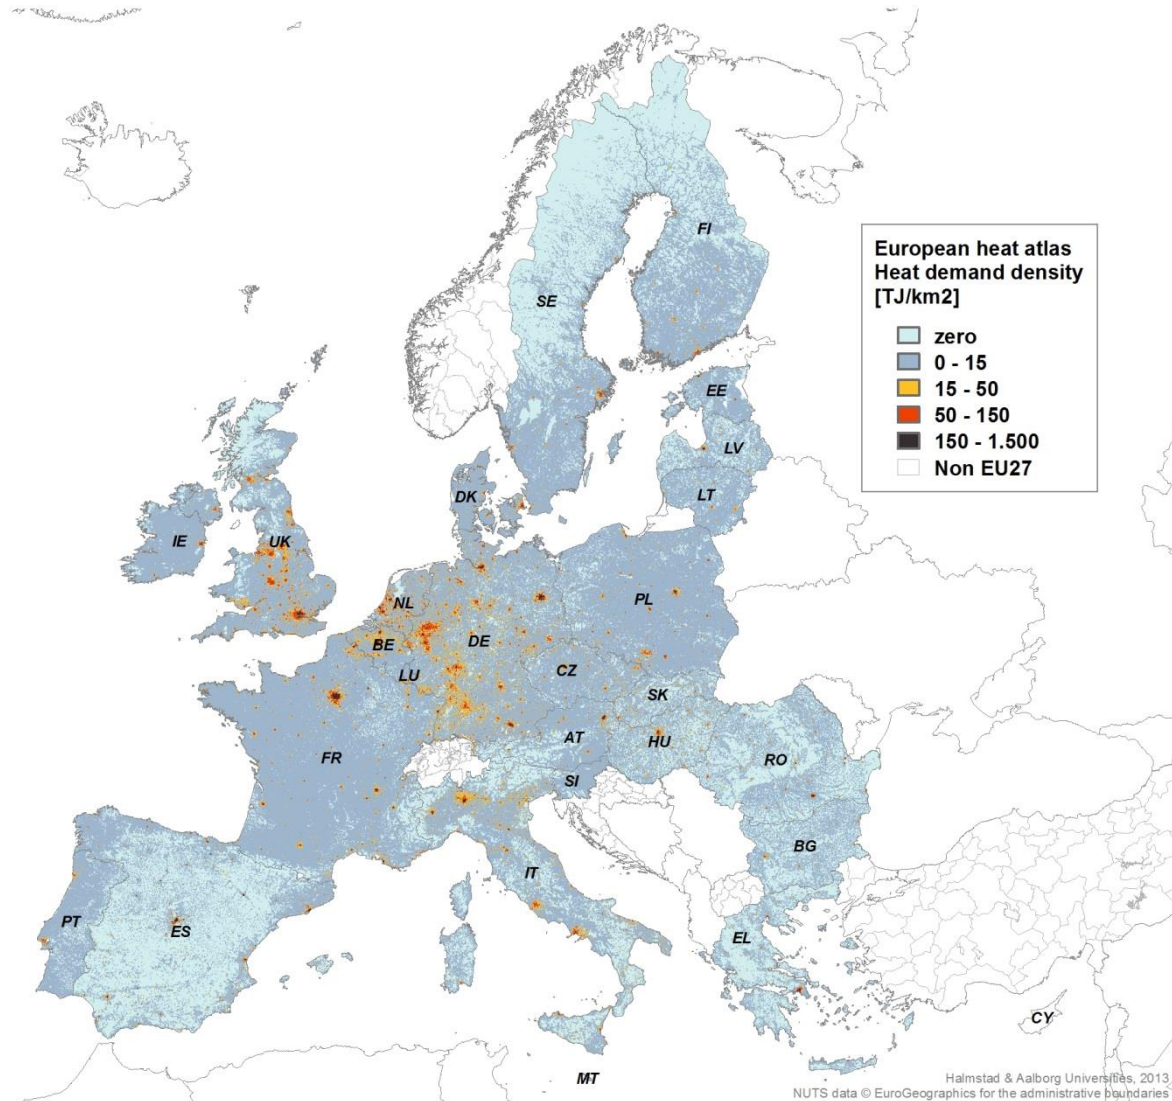 FI
SE
European heat atlas
Heat demand density
[TJ/km2]
zero
0 - 15
15 - 50
50 - 150
150 - 1.500
Non EU27
EE
LV
LT
DK
IE
UK
NL
PL
BE
DE
LU
CZ
SK
FR
AT
HU
RO
SI
BG
IT
PT
ES
EL
CY
MT
Halmstad & Aalborg Universities, 2013
NUTS data © EuroGeographics for the administrative boundaries